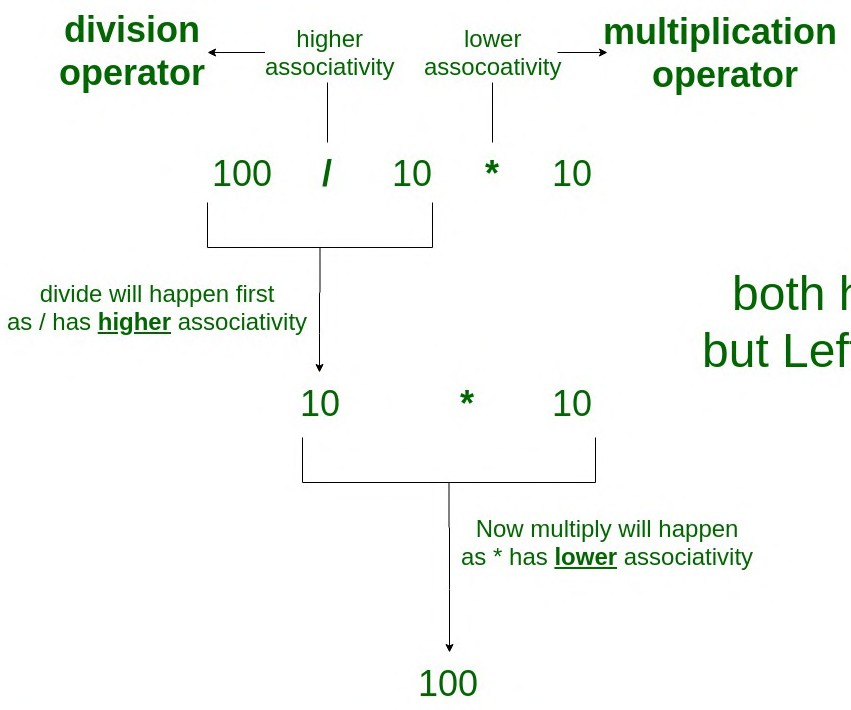 division
operator
higher
associativity
lower
assocoativity
multiplication
operator
100 / 10 * 10
divide will happen first
as / has higher associativity
both
but
10 * 10
Now multiply will happen
as * has lower associativity
100